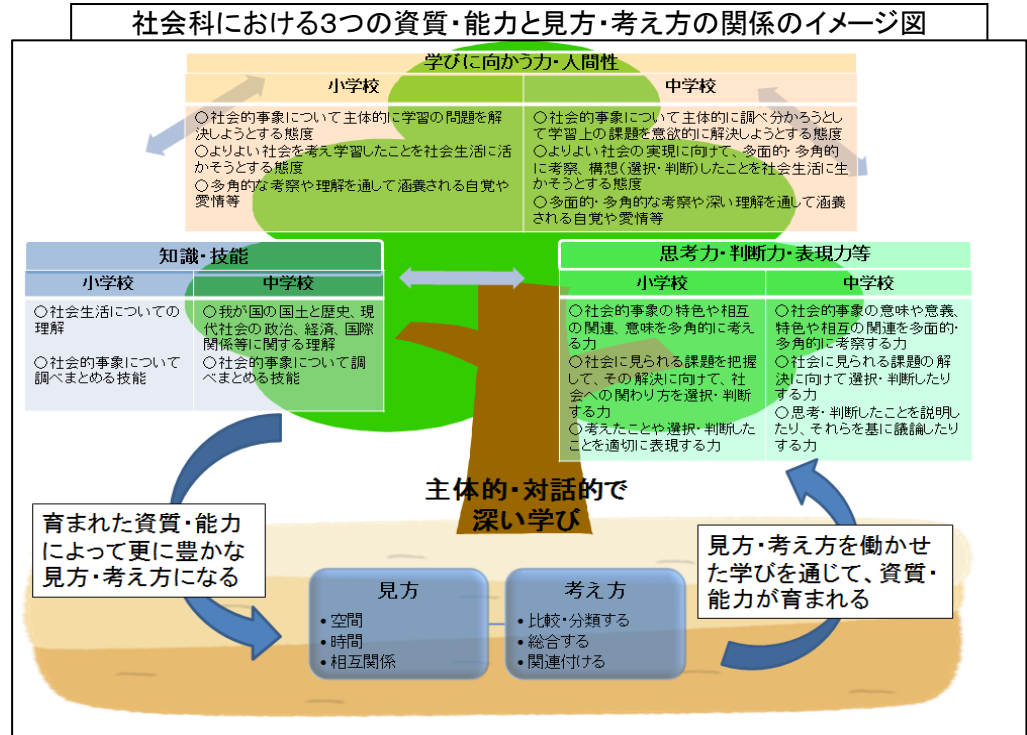 社会科における3つの資質・能力と見方・考え方の関係のイメージ図
学びに向かう力・人間性
小学校
○社会的事象について主体的に学習の問題を解
決しようとする態度
○よりよい社会を考え学習したことを社会生活に活
かそうとする態度
○多角的な考察や理解を通して涵養される自覚や
愛情等
中学校
○社会的事象について主体的に調べ分かろうとし
て学習上の課題を意欲的に解決しようとする態度
○よりよい社会の実現に向けて、多面的・多角的
に考察、構想(選択・判断)したことを社会生活に生
かそうとする態度
○多面的・多角的な考察や深い理解を通して涵養
される自覚や愛情等
知識・技能
小学校
○社会生活についての
理解
○社会的事象について
調べまとめる技能
中学校
○我が国の国土と歴史、現
代社会の政治、経済、国際
関係等に関する理解
○社会的事象について調
べまとめる技能
思考力・判断力・表現力等
小学校
○社会的事象の特色や相互
の関連、意味を多角的に考え
る力
○社会に見られる課題を把握
して、その解決に向けて、社
会への関わり方を選択・判断
する力
○考えたことや選択・判断した
ことを適切に表現する力
中学校
○社会的事象の意味や意義、
特色や相互の関連を多面的・
多角的に考察する力
○社会に見られる課題の解
決に向けて選択・判断したり
する力
○思考・判断したことを説明し
たり、それらを基に議論したり
する力
主体的・対話的で
深い学び
育まれた資質・能力
によって更に豊かな
見方・考え方になる
見方
• 空間
• 時間
• 相互関係
考え方
• 比較・分類する
• 総合する
• 関連付ける
見方・考え方を働かせ
た学びを通じて、資質・
能力が育まれる